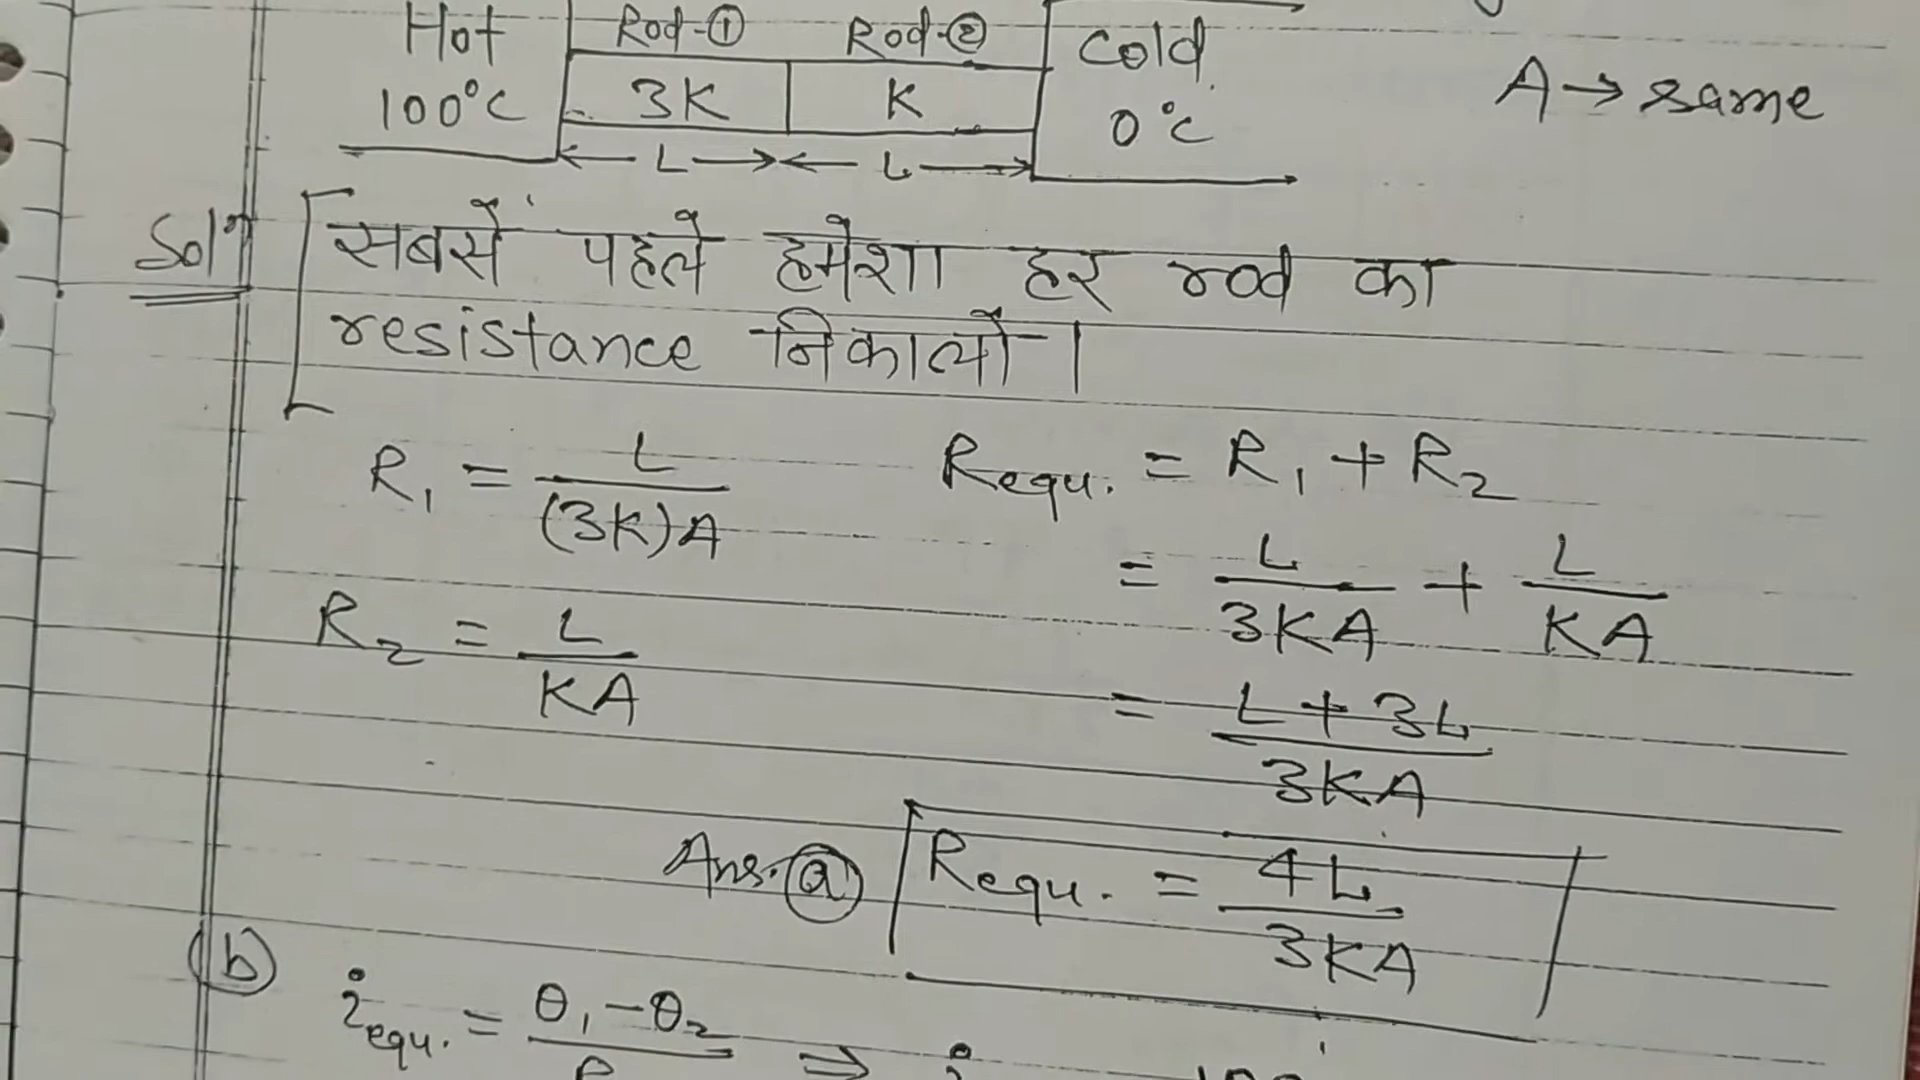 Hot Rod-① Rod-② Cold
100°C 3K K 0°C A → same
L L
Solⁿ सबसे पहले हमेशा हर rod का
resistance निकालो ।
R₁ = L/(3K)A
R₂ = L/KA
Requ. = R₁ + R₂
= L/3KA + L/KA
= L+3L/3KA
Ans. ⓐ Requ. = 4L/3KA
(b) iequ. = θ₁-θ₂ ⇒ i